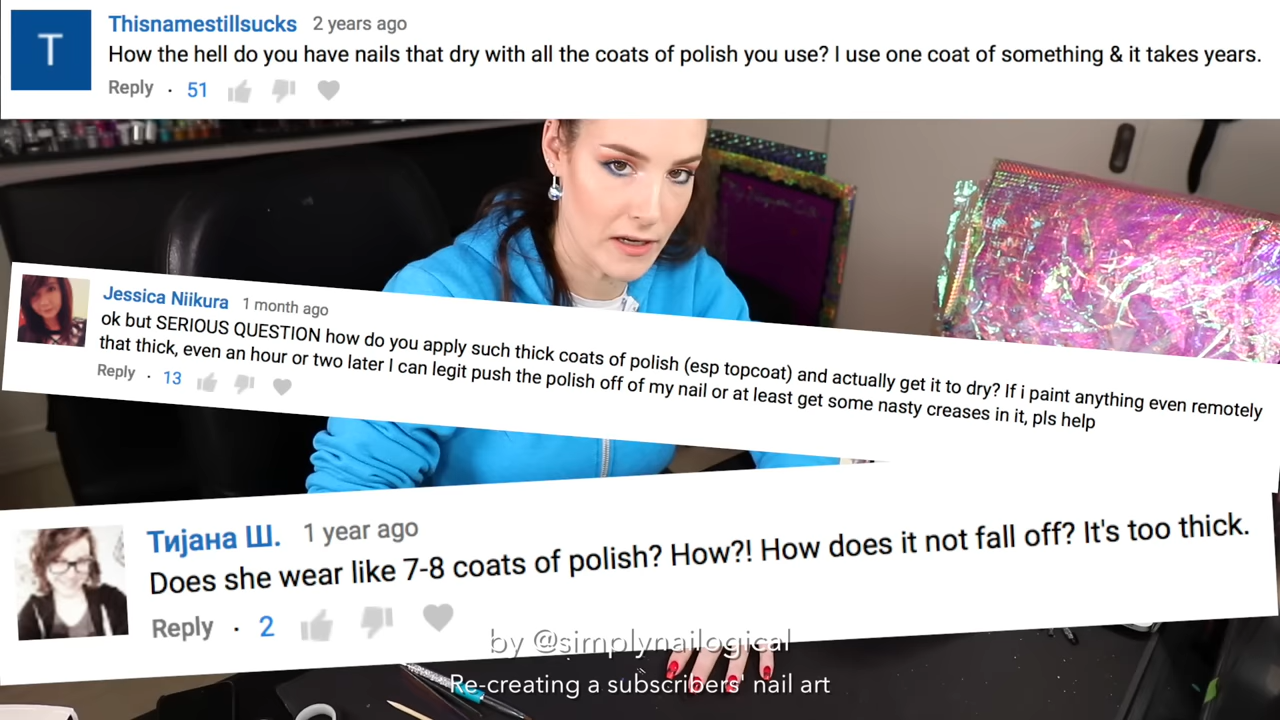 T
Thisnamestillsucks 2 years ago
How the hell do you have nails that dry with all the coats of polish you use? I use one coat of something & it takes years.
Reply · 51
Jessica Niikura 1 month ago
ok but SERIOUS QUESTION how do you apply such thick coats of polish (esp topcoat) and actually get it to dry? If i paint anything even remotely
that thick, even an hour or two later I can legit push the polish off of my nail or at least get some nasty creases in it, pls help
Reply · 13
Тијана Ш. 1 year ago
Does she wear like 7-8 coats of polish? How?! How does it not fall off? It's too thick.
Reply · 2
by @simplynailogical
Re-creating a subscribers' nail art